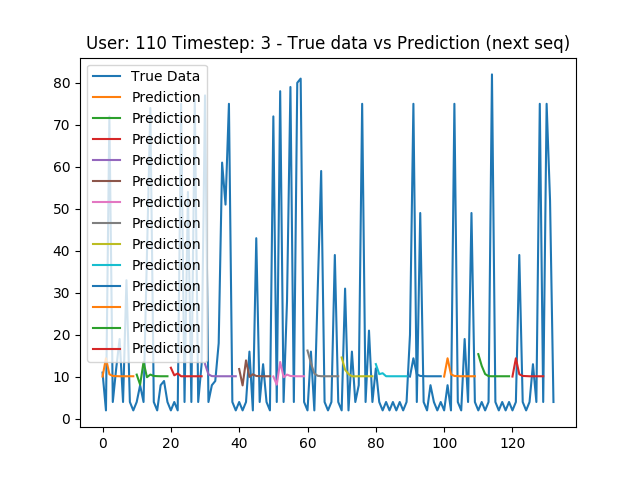 User: 110 Timestep: 3 - True data vs Prediction (next seq)
True Data
Prediction
Prediction
Prediction
Prediction
Prediction
Prediction
Prediction
Prediction
Prediction
Prediction
Prediction
Prediction
Prediction
80
70
60
50
40
30
20
10
0
0 20 40 60 80 100 120